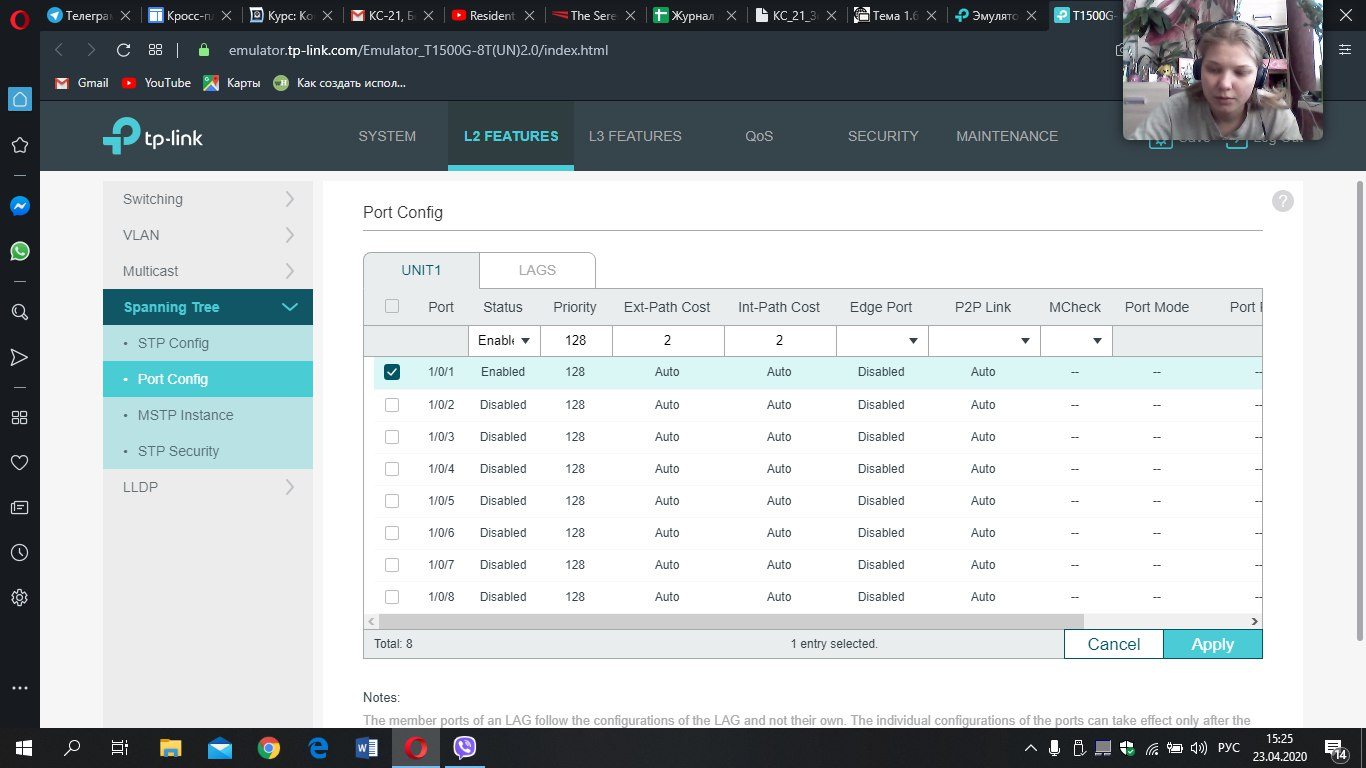 Телеграм
Кросс-пл
Курс: Ко
КС-21, Б
Resident
The Sere
Журнал
КС_21_З
Тема 1.6
Эмулято
T1500G-
emulator.tp-link.com/Emulator_T1500G-8T(UN)2.0/index.html
Gmail YouTube Карты Как создать испол...
tp-link SYSTEM L2 FEATURES L3 FEATURES QoS SECURITY MAINTENANCE
Switching
VLAN
Multicast
Spanning Tree
STP Config
Port Config
MSTP Instance
STP Security
LLDP
Port Config
?
UNIT1 LAGS
Port Status Priority Ext-Path Cost Int-Path Cost Edge Port P2P Link MCheck Port Mode Port
Enable 128 2 2
1/0/1 Enabled 128 Auto Auto Disabled Auto -- -- --
1/0/2 Disabled 128 Auto Auto Disabled Auto -- -- --
1/0/3 Disabled 128 Auto Auto Disabled Auto -- -- --
1/0/4 Disabled 128 Auto Auto Disabled Auto -- -- --
1/0/5 Disabled 128 Auto Auto Disabled Auto -- -- --
1/0/6 Disabled 128 Auto Auto Disabled Auto -- -- --
1/0/7 Disabled 128 Auto Auto Disabled Auto -- -- --
1/0/8 Disabled 128 Auto Auto Disabled Auto -- -- --
Total: 8 1 entry selected. Cancel Apply
Notes:
The member ports of an LAG follow the configurations of the LAG and not their own. The individual configurations of the ports can take effect only after the
РУС
15:25
23.04.2020
14